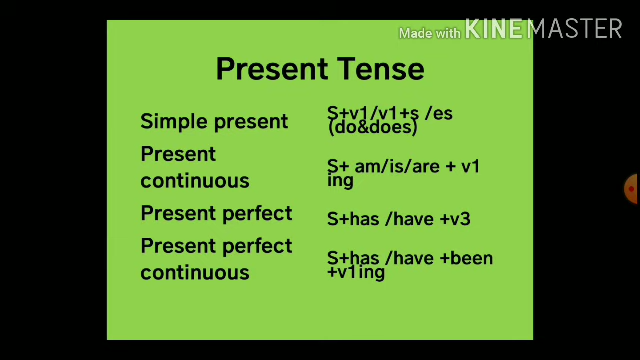 Made with KINEMASTER
Present Tense
Simple present
S+v1/v1+s /es
(do&does)
Present
continuous
S+ am/is/are + v1
ing
Present perfect
S+has /have +v3
Present perfect
continuous
S+has /have +been
+v1ing